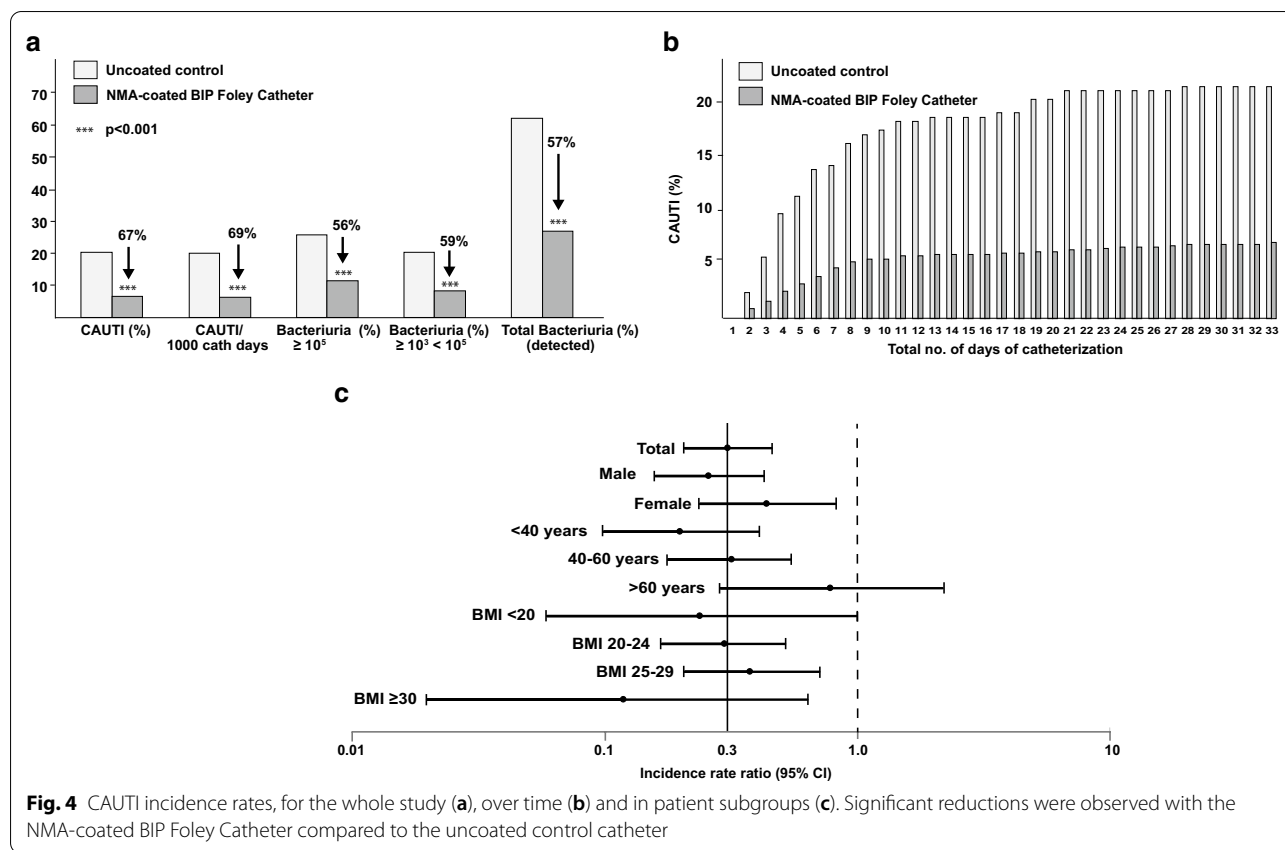 a
Uncoated control
NMA-coated BIP Foley Catheter
*** p<0.001
70
60
50
40
30
20
10
67%
***
69%
***
56%
***
59%
***
57%
***
CAUTI (%)
CAUTI/
1000 cath days
Bacteriuria (%)
≥ 10⁵
Bacteriuria (%)
≥ 10³ < 10⁵
Total Bacteriuria (%)
(detected)
b
Uncoated control
NMA-coated BIP Foley Catheter
20
15
10
5
CAUTI (%)
1 2 3 4 5 6 7 8 9 10 11 12 13 14 15 16 17 18 19 20 21 22 23 24 25 26 27 28 29 30 31 32 33
Total no. of days of catheterization
c
Total
Male
Female
<40 years
40-60 years
>60 years
BMI <20
BMI 20-24
BMI 25-29
BMI ≥30
0.01 0.1 0.3 1.0 10
Incidence rate ratio (95% CI)
Fig. 4 CAUTI incidence rates, for the whole study (a), over time (b) and in patient subgroups (c). Significant reductions were observed with the
NMA-coated BIP Foley Catheter compared to the uncoated control catheter